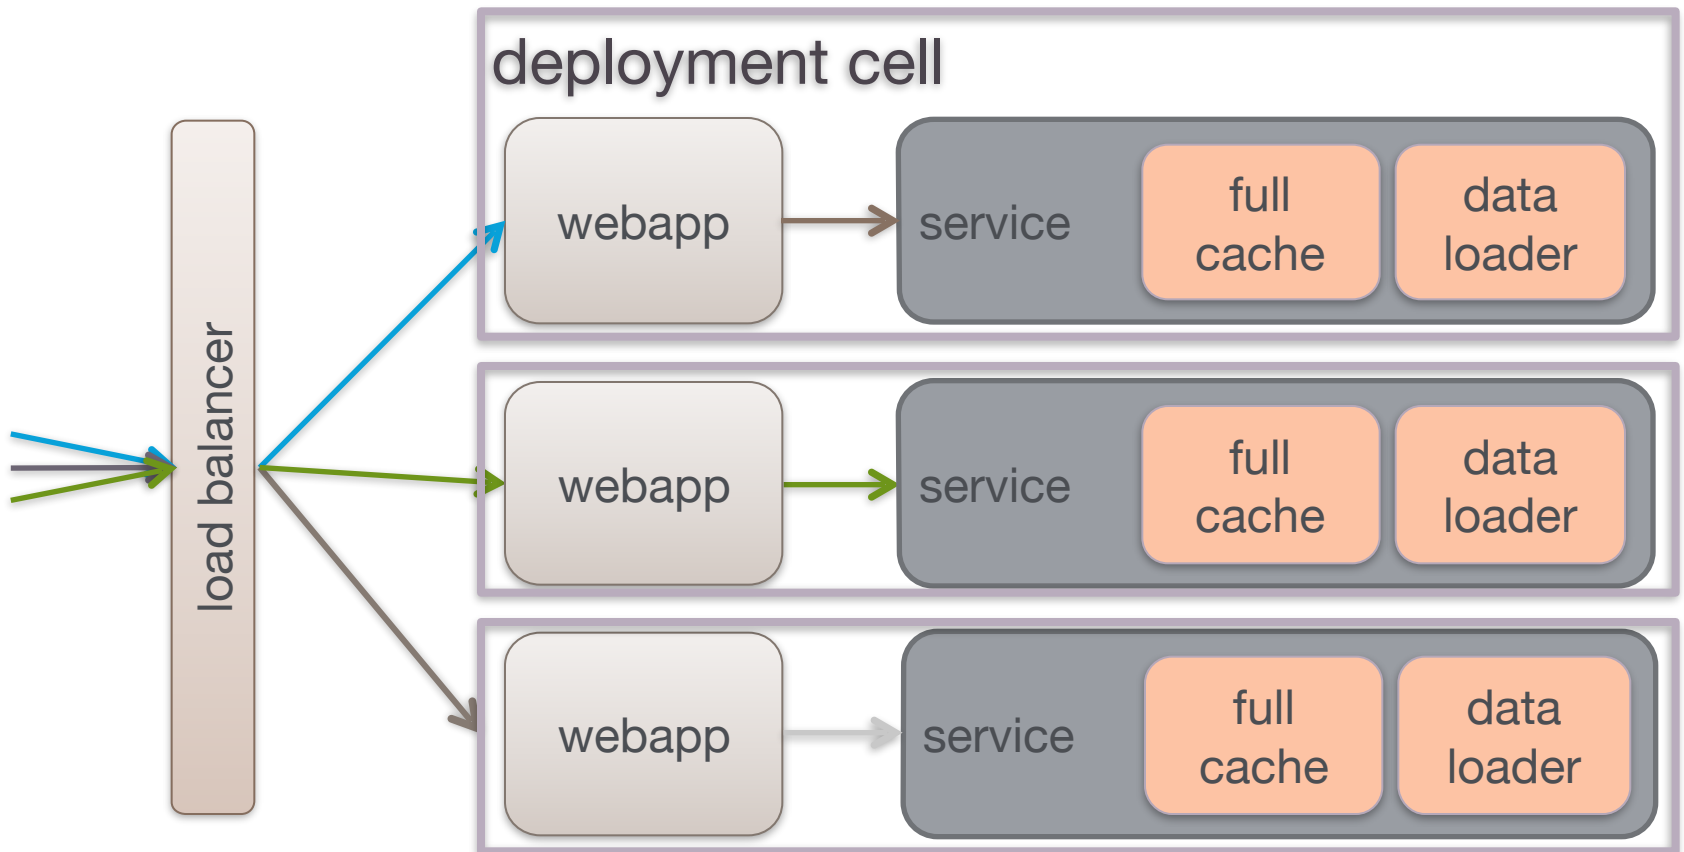 deployment cell
load balancer
webapp
service
full
cache
data
loader
webapp
service
full
cache
data
loader
webapp
service
full
cache
data
loader